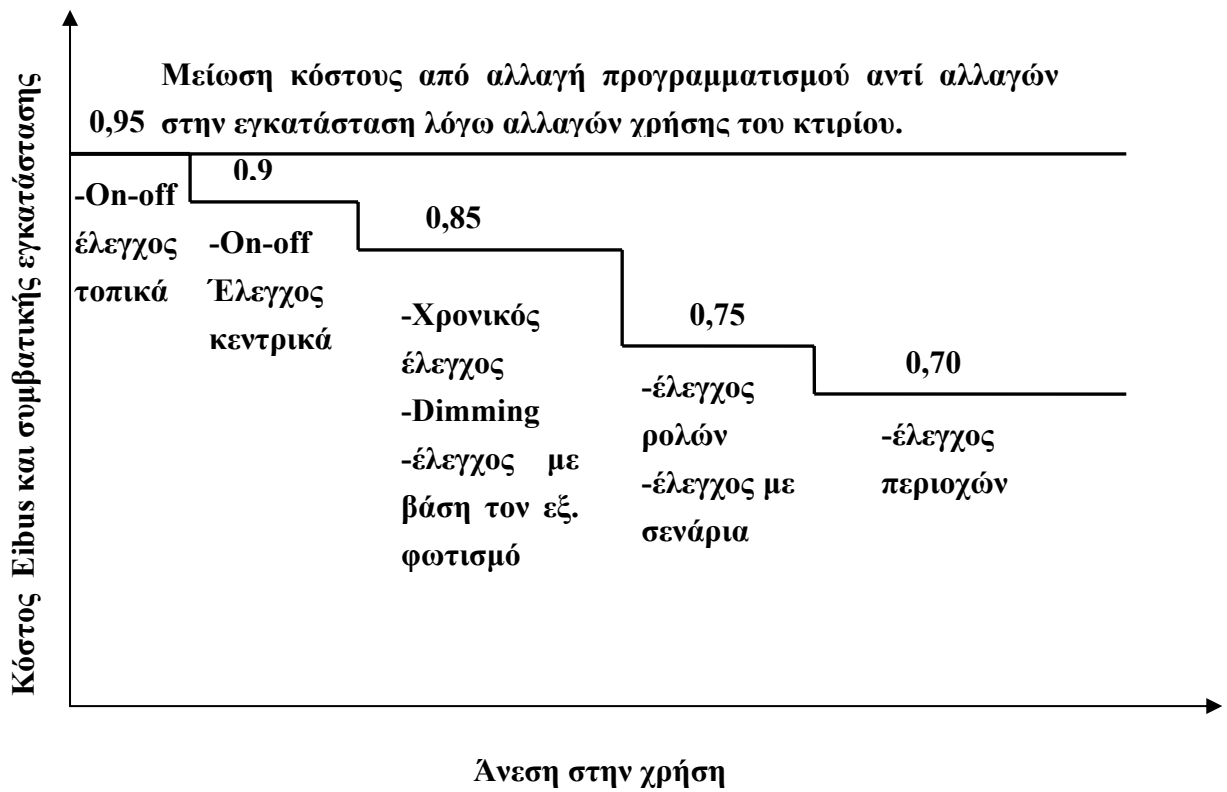 Κόστος Eibus και συμβατικής εγκατάστασης
Μείωση κόστους από αλλαγή προγραμματισμού αντί αλλαγών
στην εγκατάσταση λόγω αλλαγών χρήσης του κτιρίου.
0,95
-On-off
έλεγχος
τοπικά
0,9
-On-off
Έλεγχος
κεντρικά
0,85
-Χρονικός
έλεγχος
-Dimming
-έλεγχος με
βάση τον εξ.
φωτισμό
0,75
-έλεγχος
ρολών
-έλεγχος με
σενάρια
0,70
-έλεγχος
περιοχών
Άνεση στην χρήση